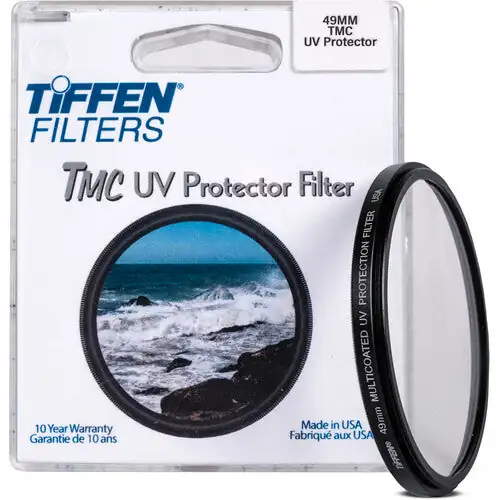 49MM
TMC
UV Protector
TiFFEN®
FILTERS
TMC UV Protector Filter
10 Year Warranty
Garantie de 10 ans
Made in USA
Fabriqué aux USA
TiFFEN 49mm MULTICOATED UV PROTECTION FILTER USA